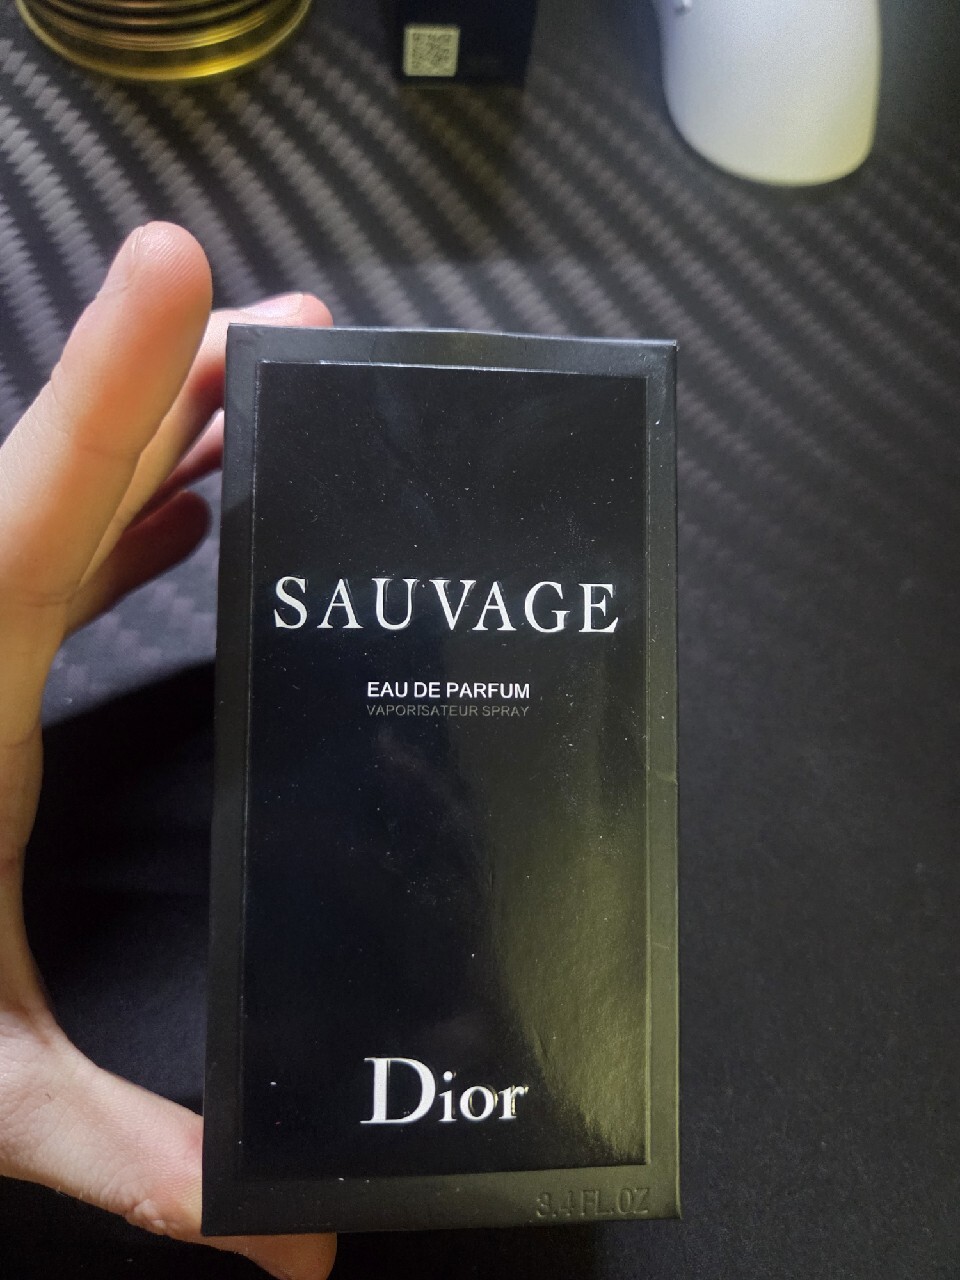 SAUVAGE
EAU DE PARFUM
VAPORISATEUR SPRAY
Dior
3.4 FL.OZ